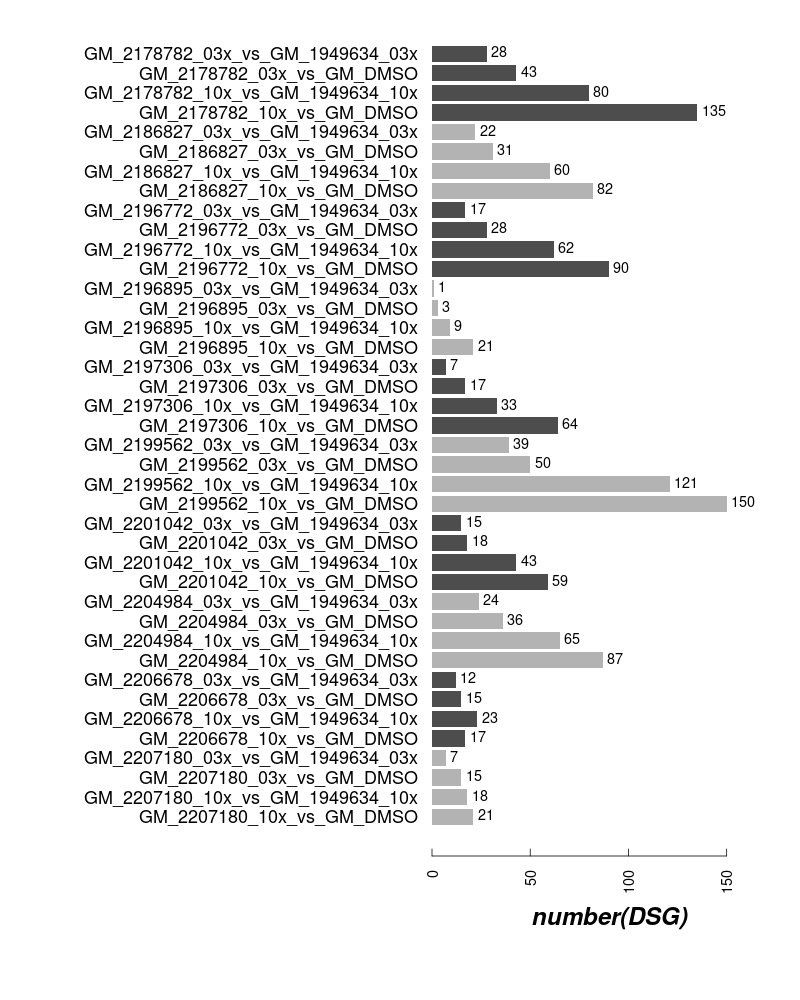 GM_2178782_03x_vs_GM_1949634_03x 28
GM_2178782_03x_vs_GM_DMSO 43
GM_2178782_10x_vs_GM_1949634_10x 80
GM_2178782_10x_vs_GM_DMSO 135
GM_2186827_03x_vs_GM_1949634_03x 22
GM_2186827_03x_vs_GM_DMSO 31
GM_2186827_10x_vs_GM_1949634_10x 60
GM_2186827_10x_vs_GM_DMSO 82
GM_2196772_03x_vs_GM_1949634_03x 17
GM_2196772_03x_vs_GM_DMSO 28
GM_2196772_10x_vs_GM_1949634_10x 62
GM_2196772_10x_vs_GM_DMSO 90
GM_2196895_03x_vs_GM_1949634_03x 1
GM_2196895_03x_vs_GM_DMSO 3
GM_2196895_10x_vs_GM_1949634_10x 9
GM_2196895_10x_vs_GM_DMSO 21
GM_2197306_03x_vs_GM_1949634_03x 7
GM_2197306_03x_vs_GM_DMSO 17
GM_2197306_10x_vs_GM_1949634_10x 33
GM_2197306_10x_vs_GM_DMSO 64
GM_2199562_03x_vs_GM_1949634_03x 39
GM_2199562_03x_vs_GM_DMSO 50
GM_2199562_10x_vs_GM_1949634_10x 121
GM_2199562_10x_vs_GM_DMSO 150
GM_2201042_03x_vs_GM_1949634_03x 15
GM_2201042_03x_vs_GM_DMSO 18
GM_2201042_10x_vs_GM_1949634_10x 43
GM_2201042_10x_vs_GM_DMSO 59
GM_2204984_03x_vs_GM_1949634_03x 24
GM_2204984_03x_vs_GM_DMSO 36
GM_2204984_10x_vs_GM_1949634_10x 65
GM_2204984_10x_vs_GM_DMSO 87
GM_2206678_03x_vs_GM_1949634_03x 12
GM_2206678_03x_vs_GM_DMSO 15
GM_2206678_10x_vs_GM_1949634_10x 23
GM_2206678_10x_vs_GM_DMSO 17
GM_2207180_03x_vs_GM_1949634_03x 7
GM_2207180_03x_vs_GM_DMSO 15
GM_2207180_10x_vs_GM_1949634_10x 18
GM_2207180_10x_vs_GM_DMSO 21
0 50 100 150
number(DSG)